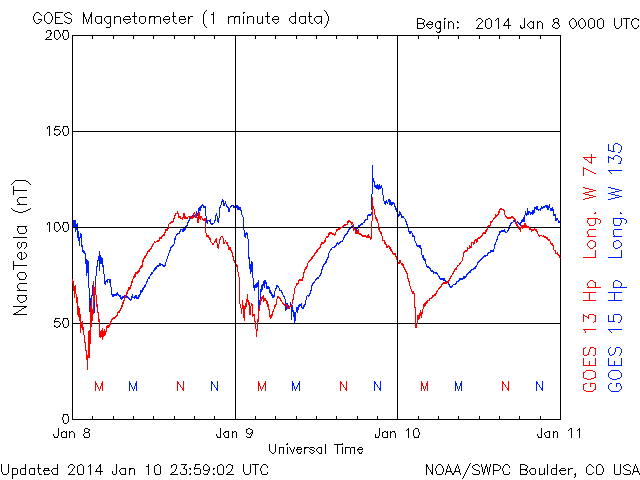 GOES Magnetometer (1 minute data)
Begin: 2014 Jan 8 0000 UTC
200
150
100
50
0
NanoTesla (nT)
M M N N M M N N M M N N
Jan 8 Jan 9 Jan 10 Jan 11
Universal Time
GOES 13 Hp Long. W 74
GOES 15 Hp Long. W 135
Updated 2014 Jan 10 23:59:02 UTC
NOAA/SWPC Boulder, CO USA